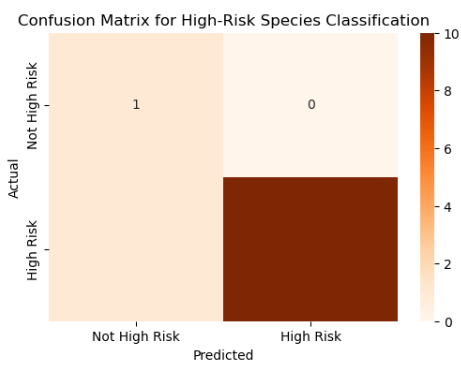 Confusion Matrix for High-Risk Species Classification
10
8
6
4
2
0
Not High Risk
High Risk
Actual
1 0
Not High Risk High Risk
Predicted